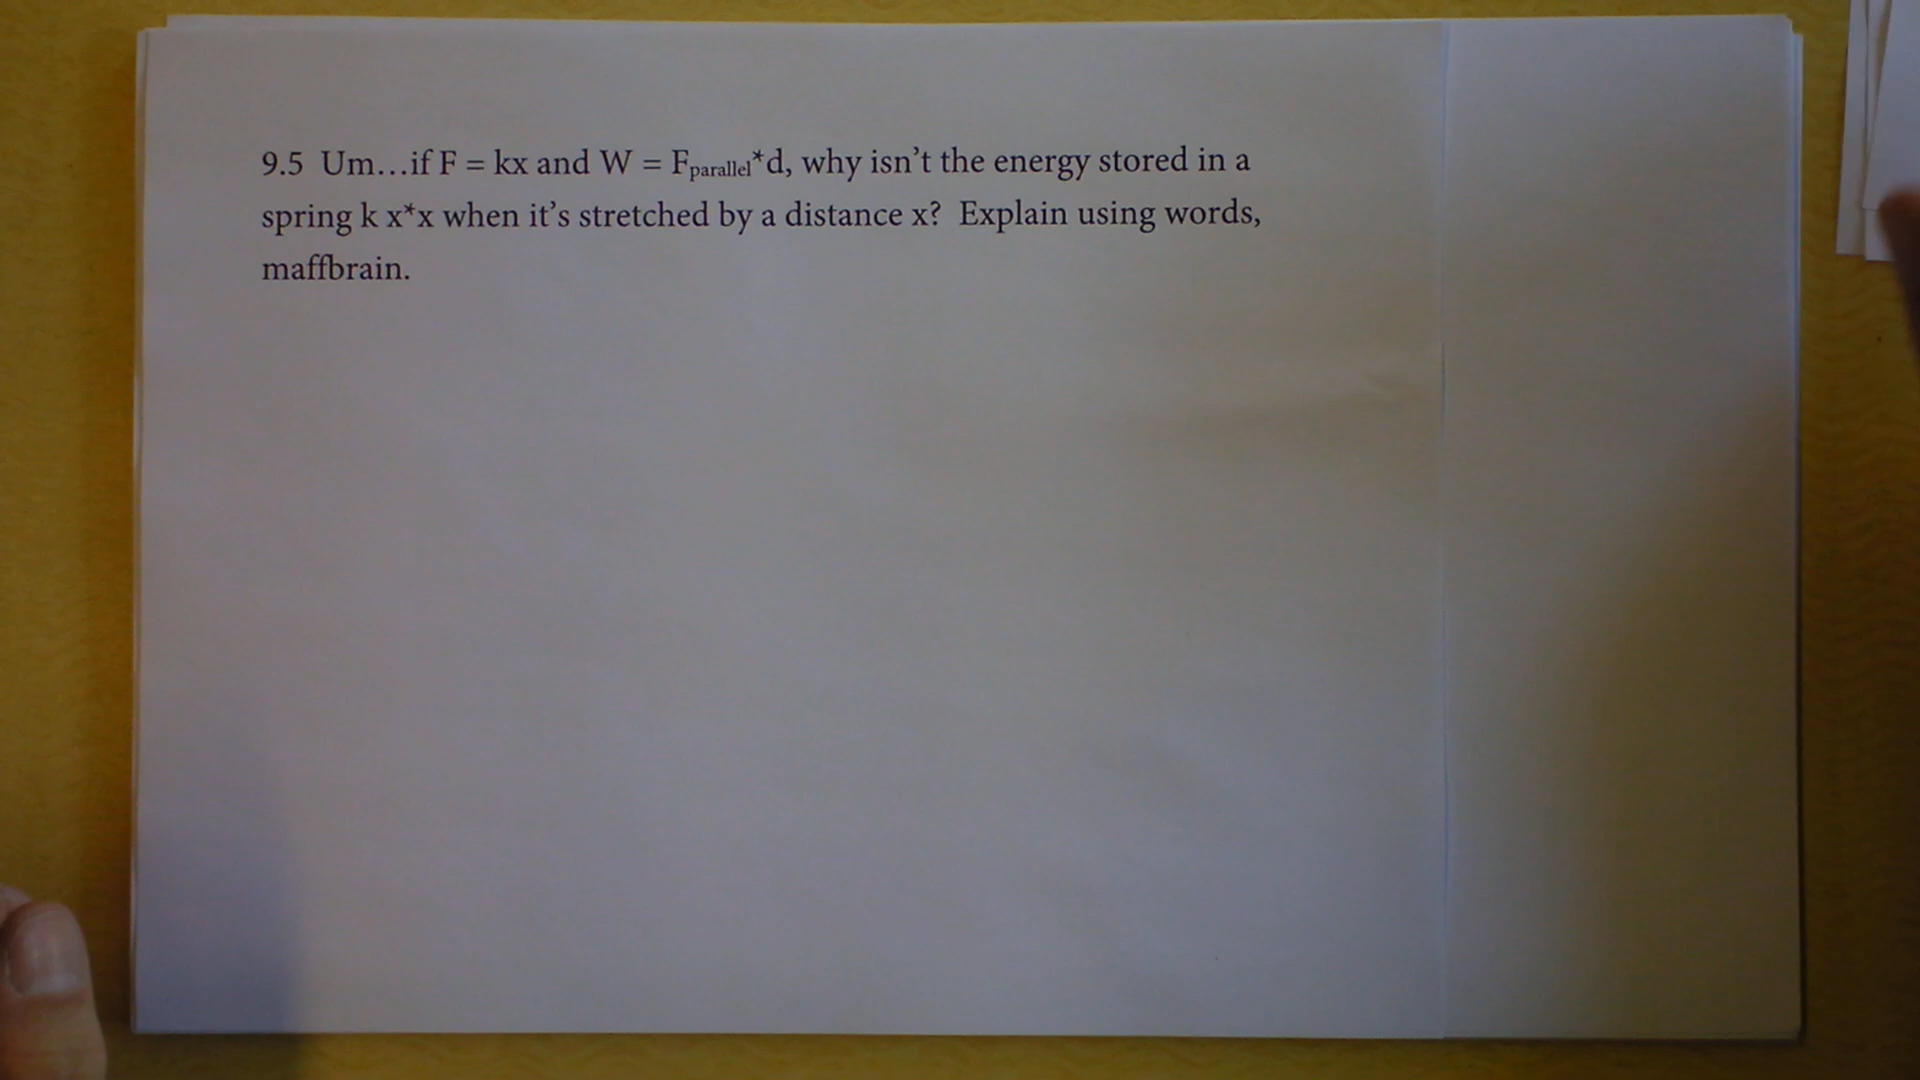 9.5 Um...if F = kx and W = Fparallel*d, why isn't the energy stored in a
spring k x*x when it's stretched by a distance x? Explain using words,
maffbrain.